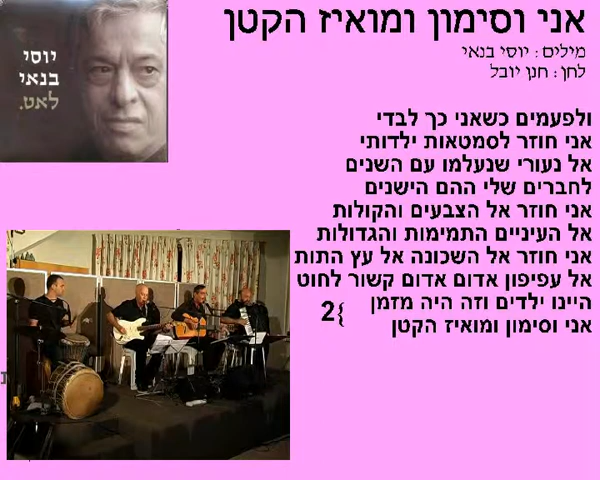 אני וסימון ומואיז הקטן
מילים : יוסי בנאי
לחן : חנן יובל
יוסי
בנאי
לאט.
ולפעמים כשאני כך לבדי
אני חוזר לסמטאות ילדותי
אל נעורי שנעלמו עם השנים
לחברים שלי ההם הישנים
אני חוזר אל הצבעים והקולות
אל העיניים התמימות והגדולות
אני חוזר אל השכונה אל עץ התות
אל עפיפון אדום אדום קשור לחוט
היינו ילדים וזה היה מזמן
אני וסימון ומואיז הקטן }2